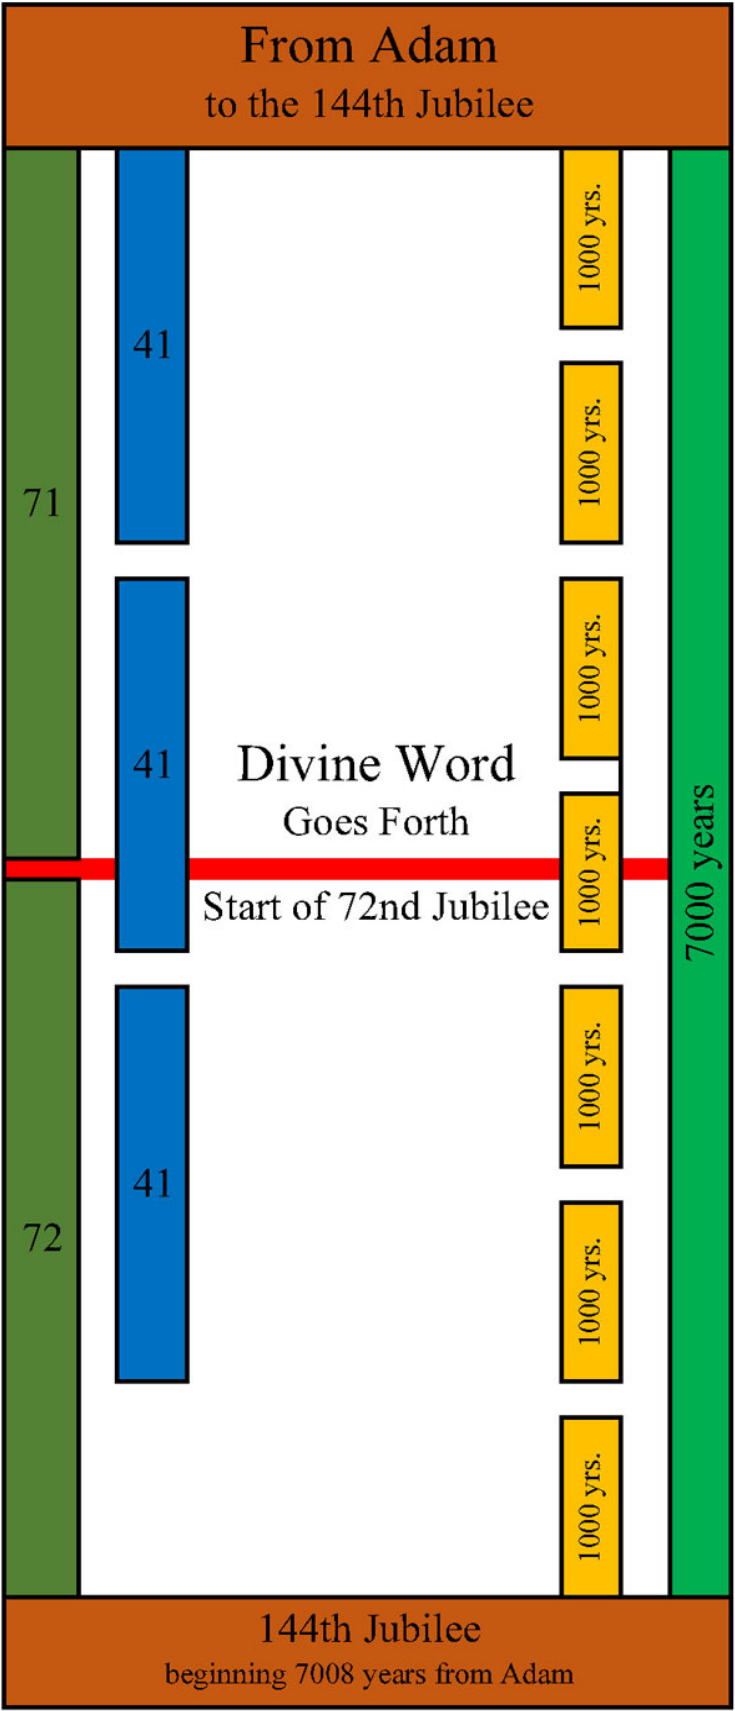 From Adam
to the 144th Jubilee
1000 yrs.
41
1000 yrs.
71
1000 yrs.
41
Divine Word
Goes Forth
7000 years
1000 yrs.
Start of 72nd Jubilee
1000 yrs.
41
72
1000 yrs.
1000 yrs.
144th Jubilee
beginning 7008 years from Adam